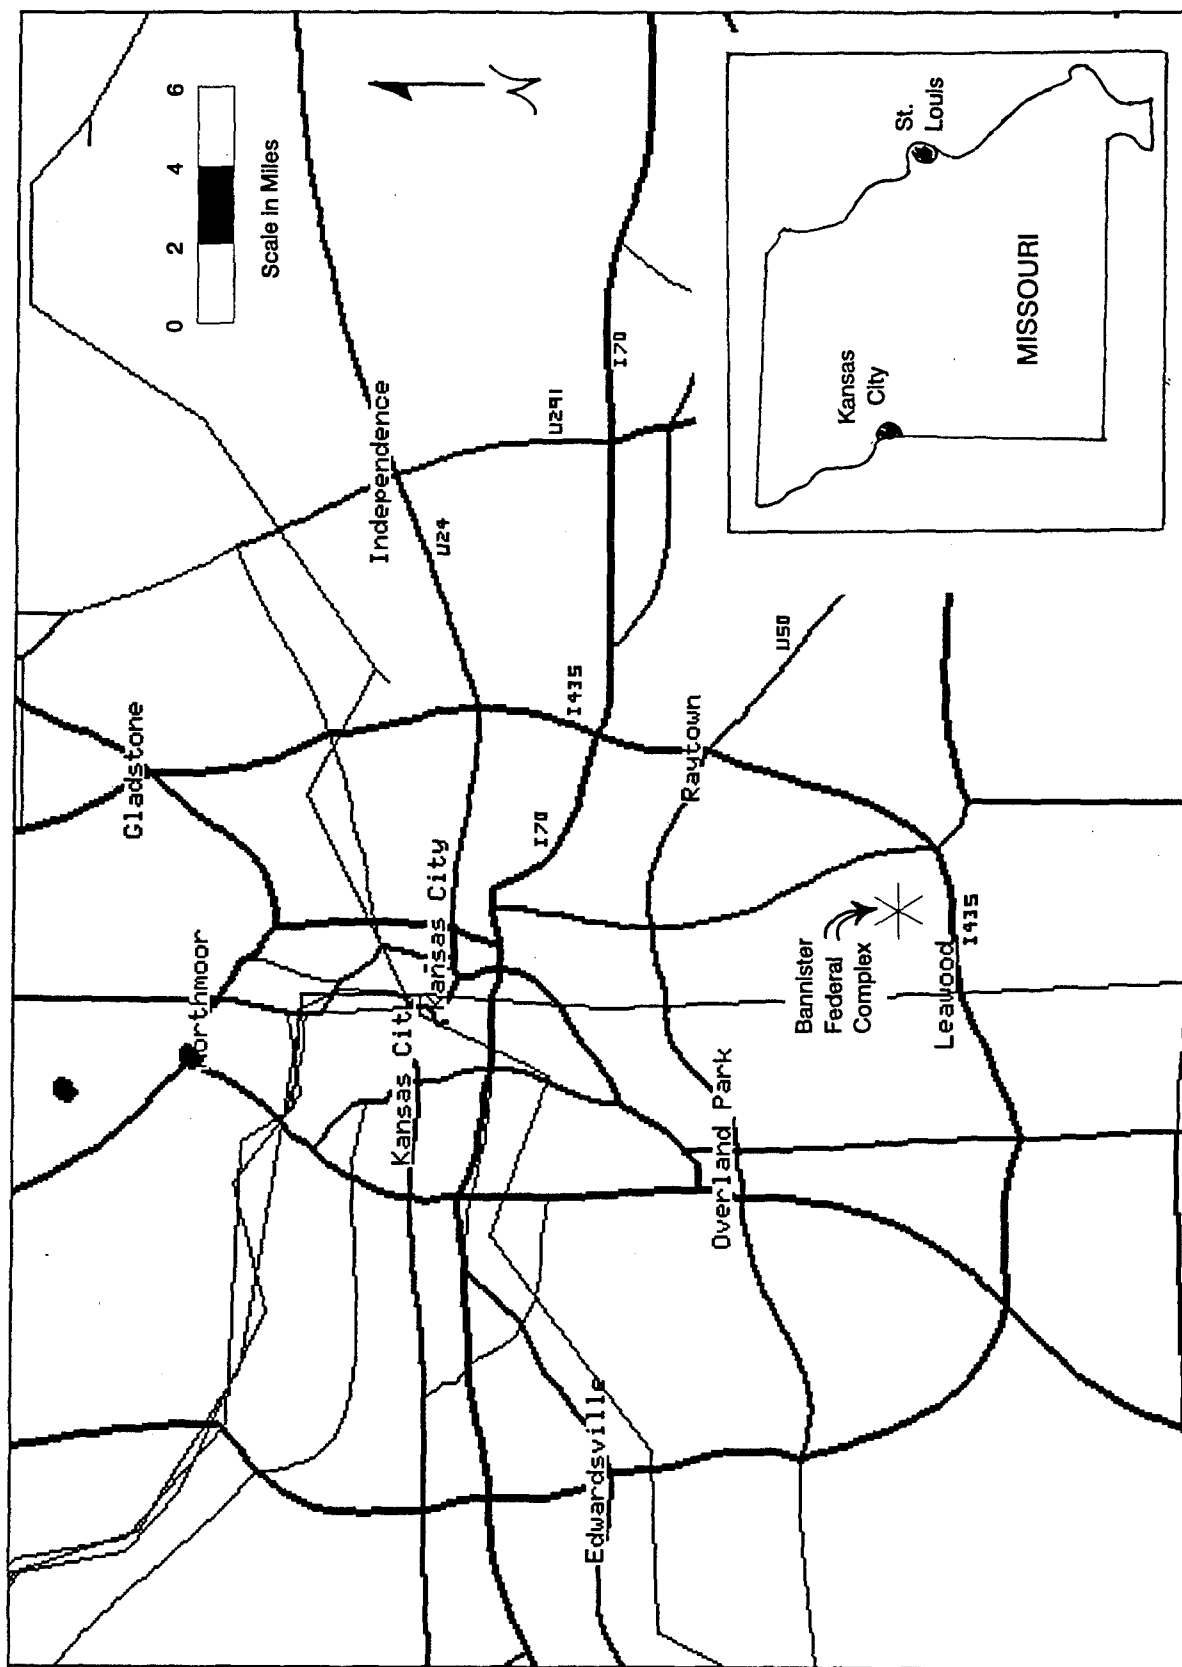 0 2 4 6
Scale in Miles
Gladstone
Northmoor
Independence
U24
Kansas City
Kansas City
U291
I435
I70
I70
Edwardsville
Raytown
Overland Park
U50
Bannister
Federal
Complex
Leawood
I435
Kansas
City
St.
Louis
MISSOURI